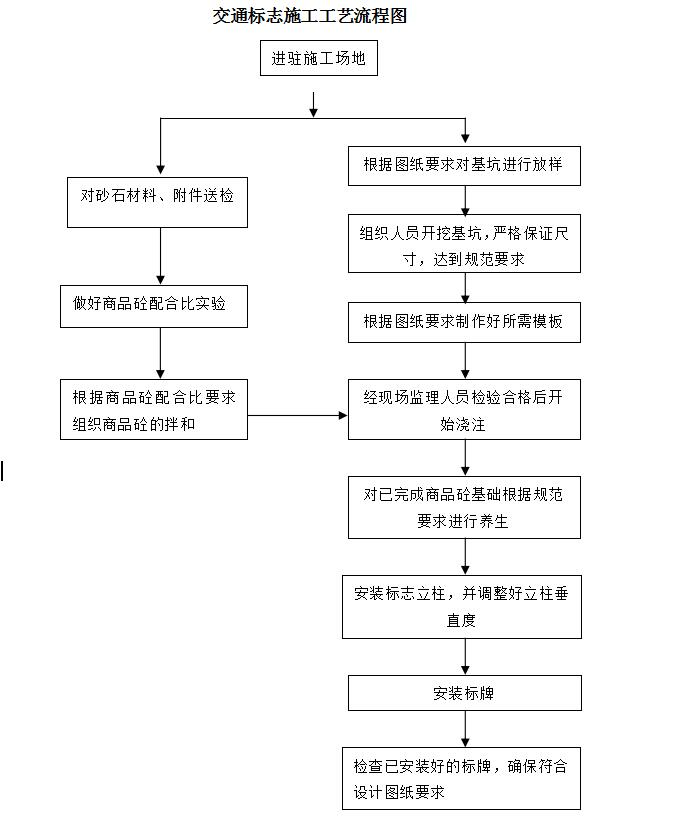 交通标志施工工艺流程图
进驻施工场地
根据图纸要求对基坑进行放样
对砂石材料、附件送检
组织人员开挖基坑，严格保证尺
寸，达到规范要求
做好商品砼配合比实验
根据图纸要求制作好所需模板
根据商品砼配合比要求
组织商品砼的拌和
经现场监理人员检验合格后开
始浇注
对已完成商品砼基础根据规范
要求进行养生
安装标志立柱，并调整好立柱垂
直度
安装标牌
检查已安装好的标牌，确保符合
设计图纸要求